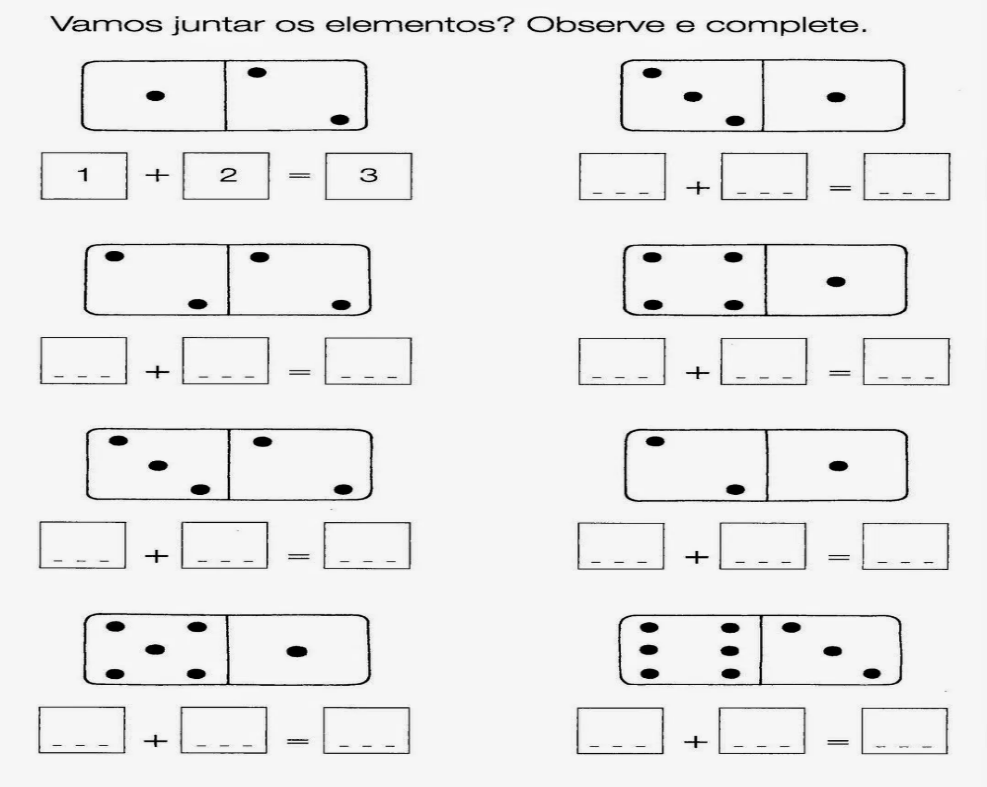 Vamos juntar os elementos? Observe e complete.
1 + 2 = 3
_ _ _ + _ _ _ = _ _ _
_ _ _ + _ _ _ = _ _ _
_ _ _ + _ _ _ = _ _ _
_ _ _ + _ _ _ = _ _ _
_ _ _ + _ _ _ = _ _ _
_ _ _ + _ _ _ = _ _ _
_ _ _ + _ _ _ = _ _ _